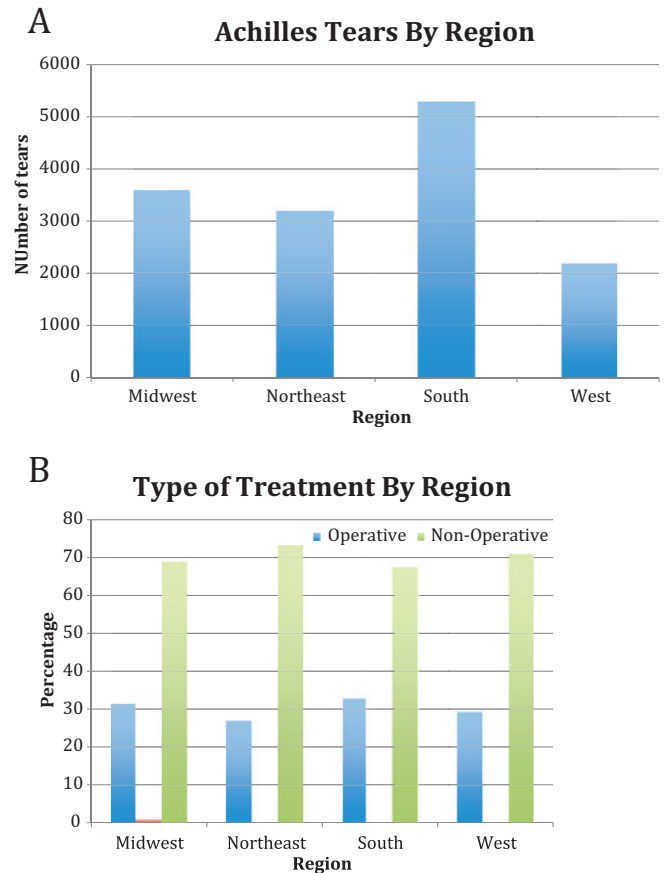 A
Achilles Tears By Region
NUmber of tears
6000
5000
4000
3000
2000
1000
0
Midwest Northeast South West
Region
B
Type of Treatment By Region
Percentage
80
70
60
50
40
30
20
10
0
Operative Non-Operative
Midwest Northeast South West
Region